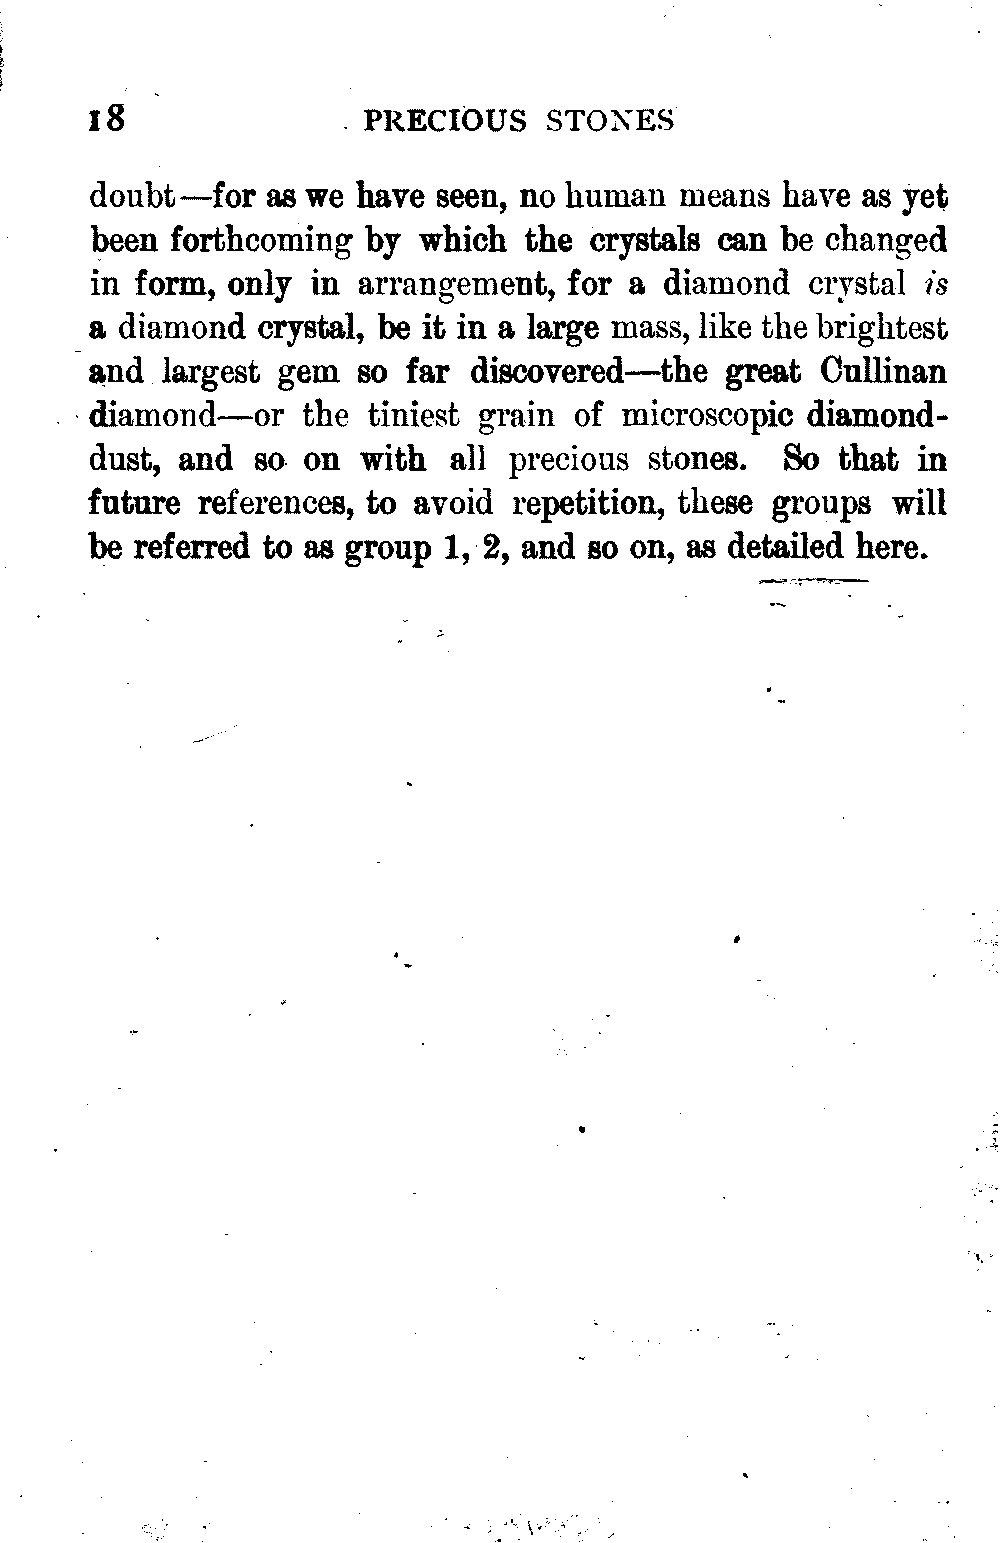 18 PRECIOUS STONES
doubt—for as we have seen, no human means have as yet
been forthcoming by which the crystals can be changed
in form, only in arrangement, for a diamond crystal is
a diamond crystal, be it in a large mass, like the brightest
and largest gem so far discovered—the great Cullinan
diamond—or the tiniest grain of microscopic diamond-
dust, and so on with all precious stones. So that in
future references, to avoid repetition, these groups will
be referred to as group 1, 2, and so on, as detailed here.